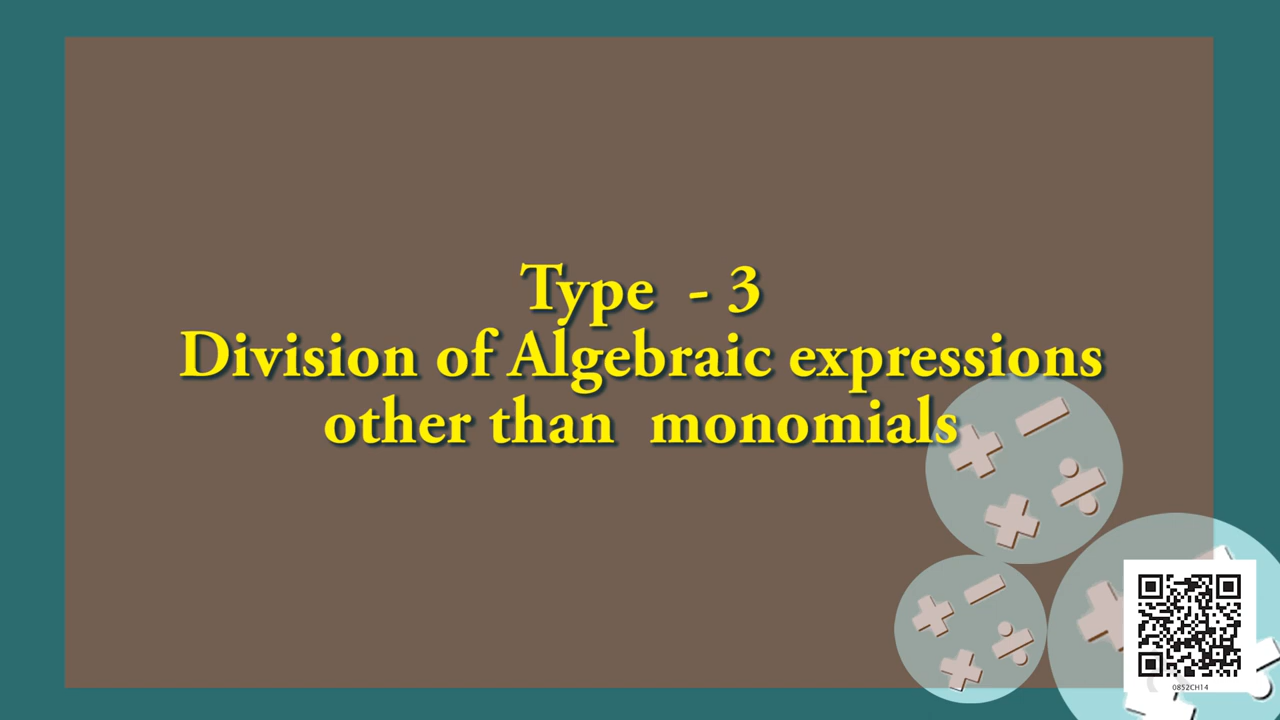 Type - 3
Division of Algebraic expressions
other than monomials
0852CH14